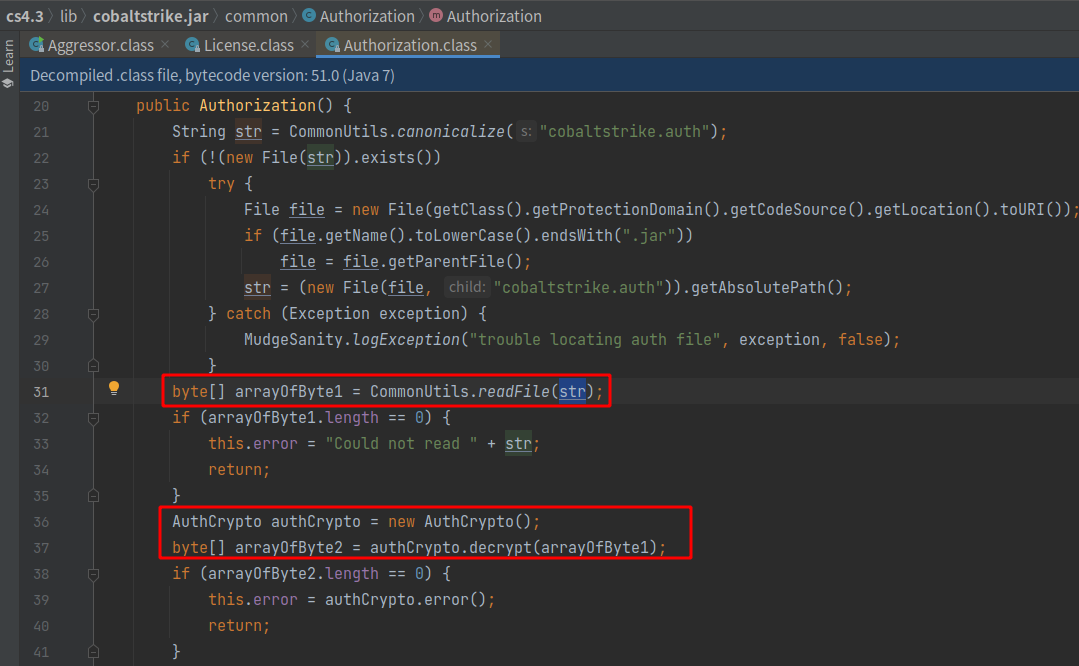 cs4.3 › lib › cobaltstrike.jar › common › Authorization › Authorization
Learn
Aggressor.class × License.class × Authorization.class ×
Decompiled .class file, bytecode version: 51.0 (Java 7)
20 public Authorization() {
21 String str = CommonUtils.canonicalize( s: "cobaltstrike.auth");
22 if (!(new File(str)).exists())
23 try {
24 File file = new File(getClass().getProtectionDomain().getCodeSource().getLocation().toURI());
25 if (file.getName().toLowerCase().endsWith(".jar"))
26 file = file.getParentFile();
27 str = (new File(file, child: "cobaltstrike.auth")).getAbsolutePath();
28 } catch (Exception exception) {
29 MudgeSanity.logException("trouble locating auth file", exception, false);
30 }
31 byte[] arrayOfByte1 = CommonUtils.readFile(str);
32 if (arrayOfByte1.length == 0) {
33 this.error = "Could not read " + str;
34 return;
35 }
36 AuthCrypto authCrypto = new AuthCrypto();
37 byte[] arrayOfByte2 = authCrypto.decrypt(arrayOfByte1);
38 if (arrayOfByte2.length == 0) {
39 this.error = authCrypto.error();
40 return;
41 }